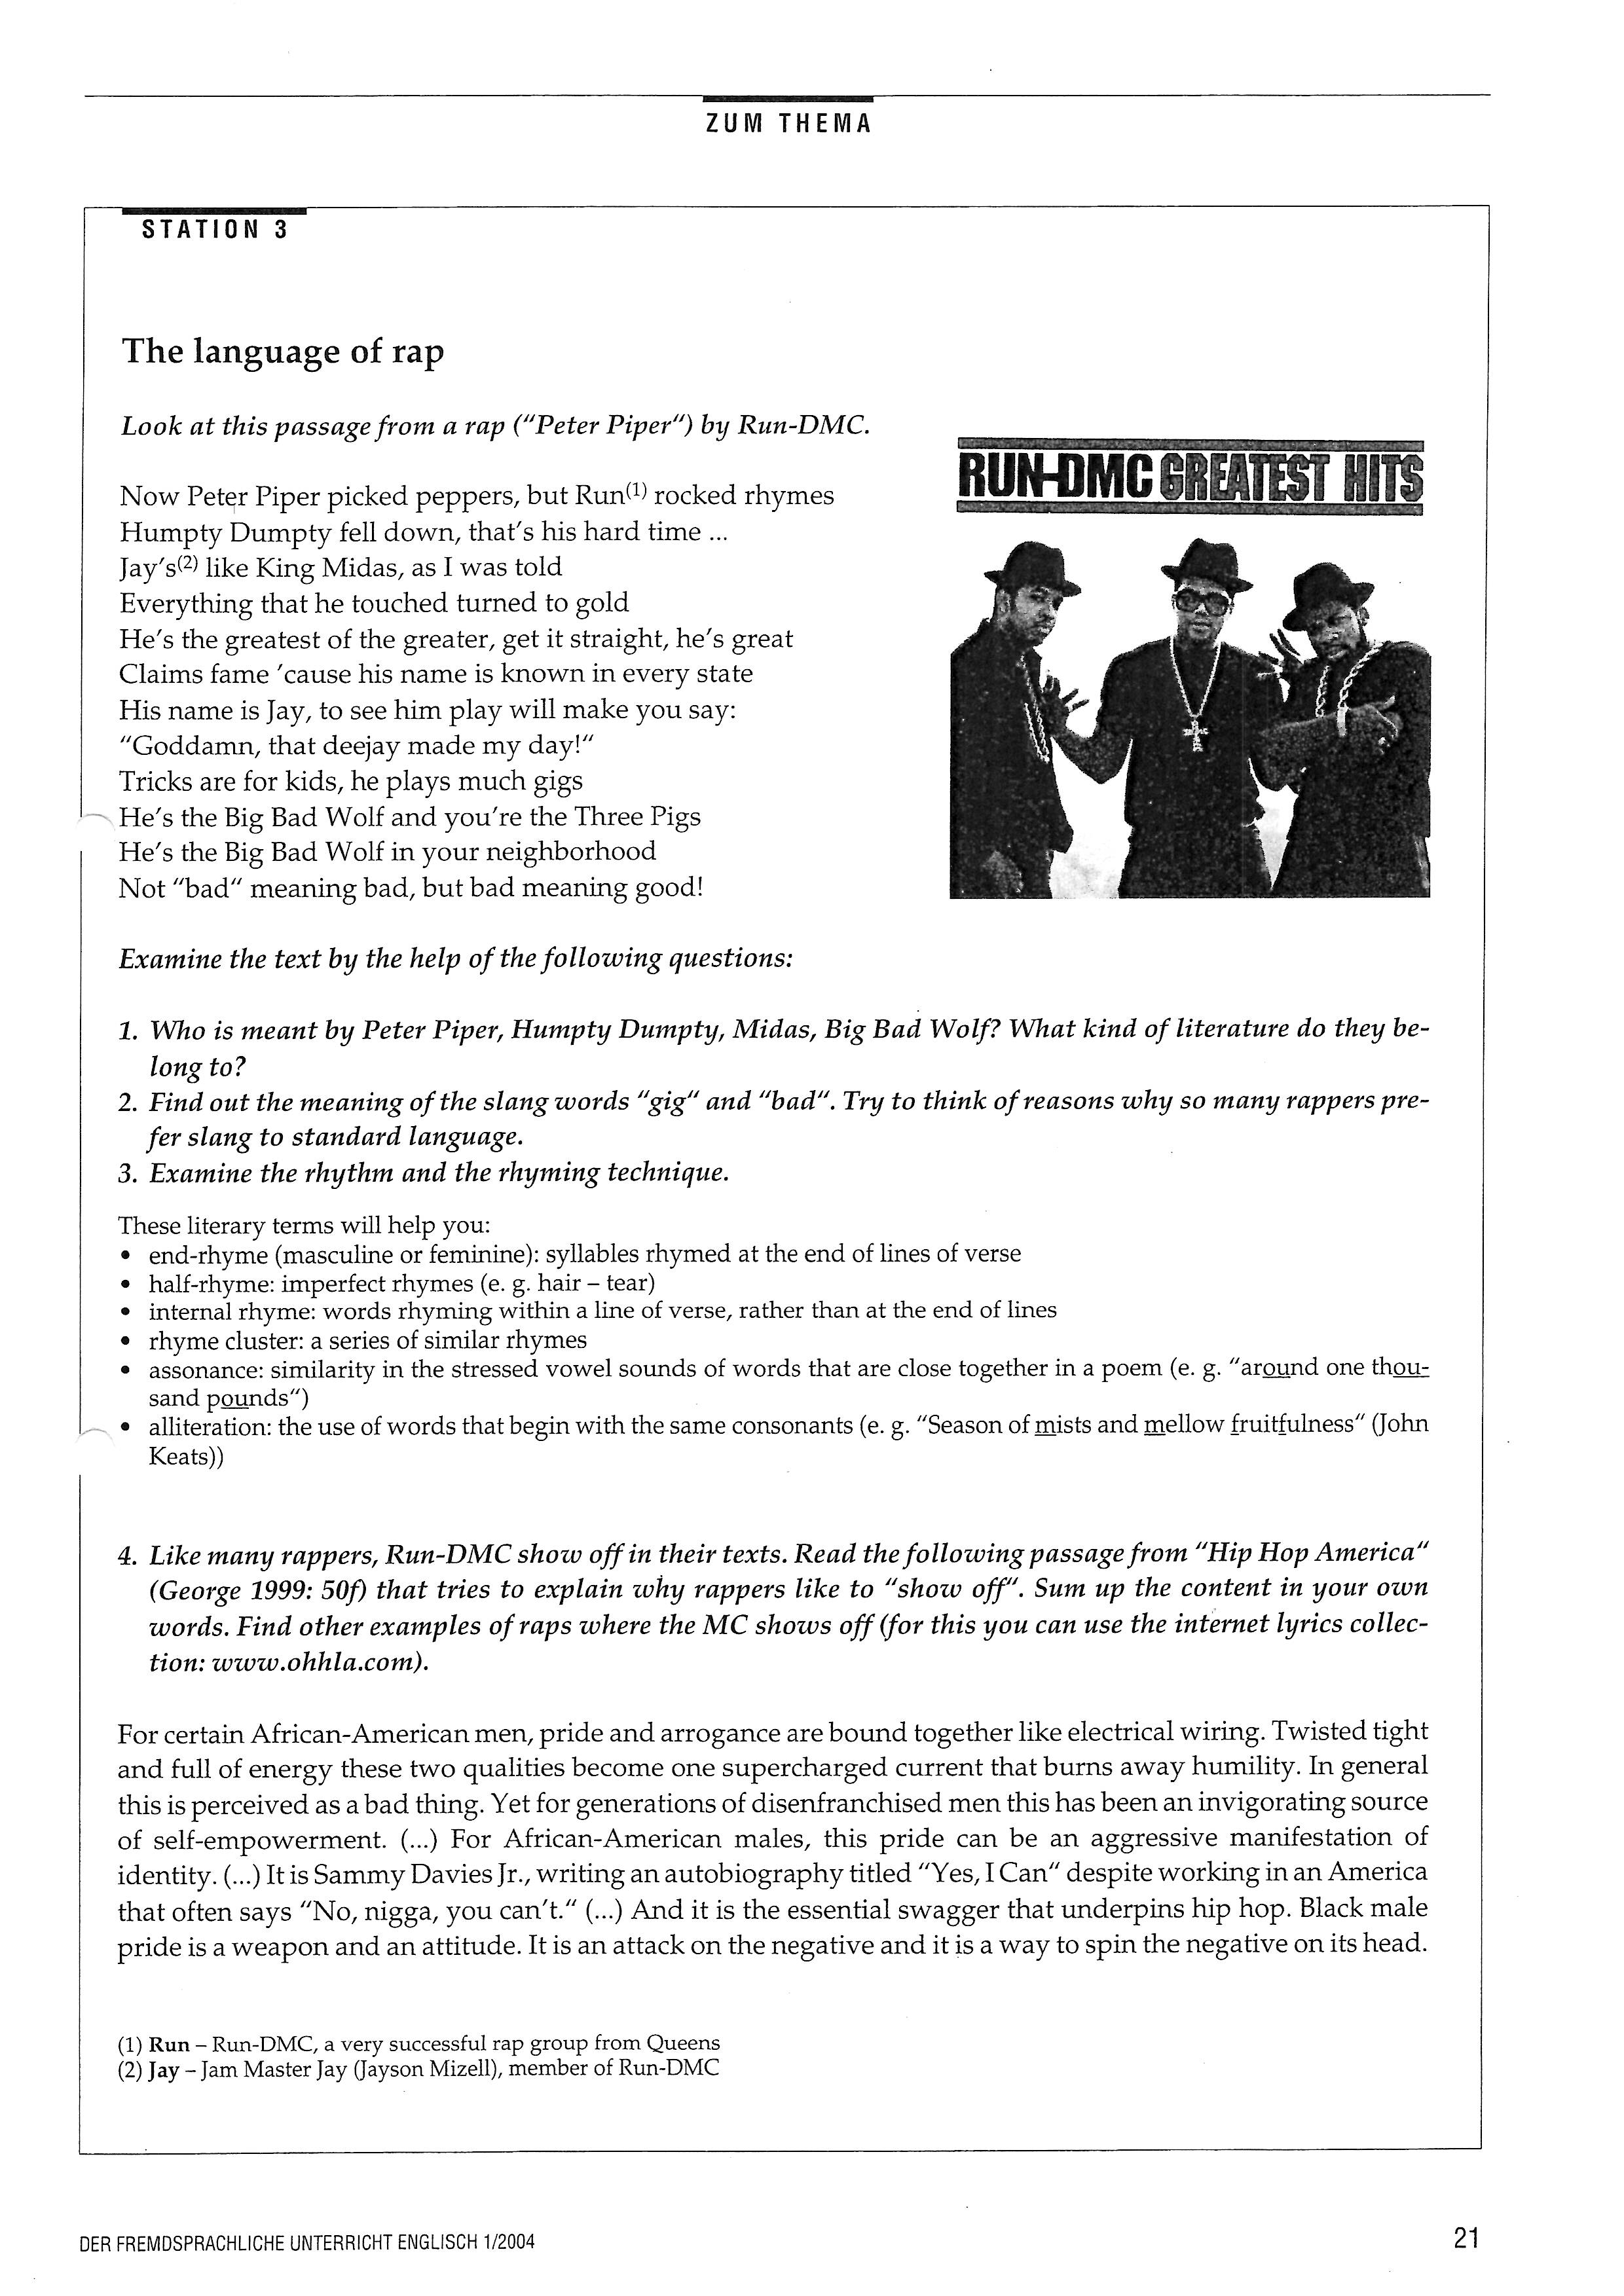 ZUM THEMA
STATION 3
The language of rap
Look at this passage from a rap ("Peter Piper") by Run-DMC.
RUN-DMC GREATEST HITS
Now Peter Piper picked peppers, but Run(1) rocked rhymes
Humpty Dumpty fell down, that's his hard time ...
Jay's(2) like King Midas, as I was told
Everything that he touched turned to gold
He's the greatest of the greater, get it straight, he's great
Claims fame 'cause his name is known in every state
His name is Jay, to see him play will make you say:
"Goddamn, that deejay made my day!"
Tricks are for kids, he plays much gigs
He's the Big Bad Wolf and you're the Three Pigs
He's the Big Bad Wolf in your neighborhood
Not "bad" meaning bad, but bad meaning good!
Examine the text by the help of the following questions:
1. Who is meant by Peter Piper, Humpty Dumpty, Midas, Big Bad Wolf? What kind of literature do they be-
long to?
2. Find out the meaning of the slang words "gig" and "bad". Try to think of reasons why so many rappers pre-
fer slang to standard language.
3. Examine the rhythm and the rhyming technique.
These literary terms will help you:
• end-rhyme (masculine or feminine): syllables rhymed at the end of lines of verse
• half-rhyme: imperfect rhymes (e. g. hair – tear)
• internal rhyme: words rhyming within a line of verse, rather than at the end of lines
• rhyme cluster: a series of similar rhymes
• assonance: similarity in the stressed vowel sounds of words that are close together in a poem (e. g. "around one thou-
sand pounds")
• alliteration: the use of words that begin with the same consonants (e. g. "Season of mists and mellow fruitfulness" (John
Keats))
4. Like many rappers, Run-DMC show off in their texts. Read the following passage from "Hip Hop America"
(George 1999: 50f) that tries to explain why rappers like to "show off". Sum up the content in your own
words. Find other examples of raps where the MC shows off (for this you can use the internet lyrics collec-
tion: www.ohhla.com).
For certain African-American men, pride and arrogance are bound together like electrical wiring. Twisted tight
and full of energy these two qualities become one supercharged current that burns away humility. In general
this is perceived as a bad thing. Yet for generations of disenfranchised men this has been an invigorating source
of self-empowerment. (...) For African-American males, this pride can be an aggressive manifestation of
identity. (...) It is Sammy Davies Jr., writing an autobiography titled "Yes, I Can" despite working in an America
that often says "No, nigga, you can't." (...) And it is the essential swagger that underpins hip hop. Black male
pride is a weapon and an attitude. It is an attack on the negative and it is a way to spin the negative on its head.
(1) Run – Run-DMC, a very successful rap group from Queens
(2) Jay – Jam Master Jay (Jayson Mizell), member of Run-DMC
DER FREMDSPRACHLICHE UNTERRICHT ENGLISCH 1/2004
21